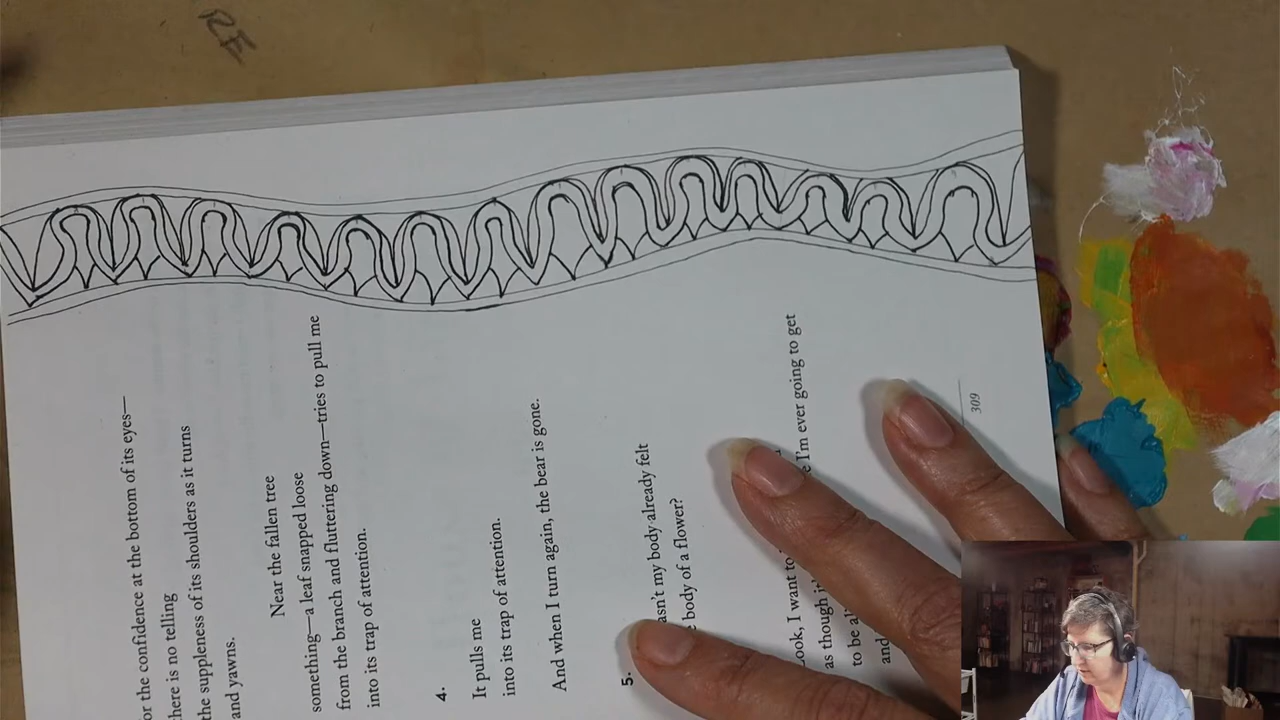 RF
or the confidence at the bottom of its eyes—
here is no telling
the suppleness of its shoulders as it turns
and yawns.
Near the fallen tree
something—a leaf snapped loose
from the branch and fluttering down—tries to pull me
into its trap of attention.
4.
It pulls me
into its trap of attention.
And when I turn again, the bear is gone.
5.
asn't my body already felt
body of a flower?
ook, I want to
as though I'm ever going to get
to be
and
309